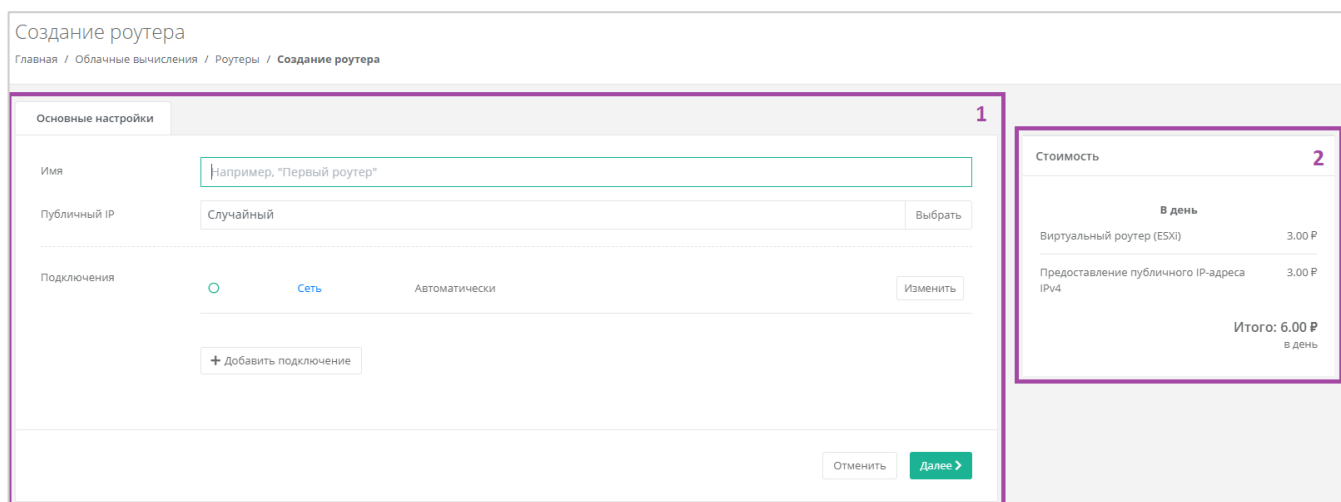 Создание роутера
Главная / Облачные вычисления / Роутеры / Создание роутера
Основные настройки
1
Имя
Например, "Первый роутер"
Публичный IP
Случайный
Выбрать
Подключения
Сеть
Автоматически
Изменить
+ Добавить подключение
Отменить
Далее
Стоимость
2
В день
Виртуальный роутер (ESXi) 3.00 ₽
Предоставление публичного IP-адреса 3.00 ₽
IPv4
Итого: 6.00 ₽
в день